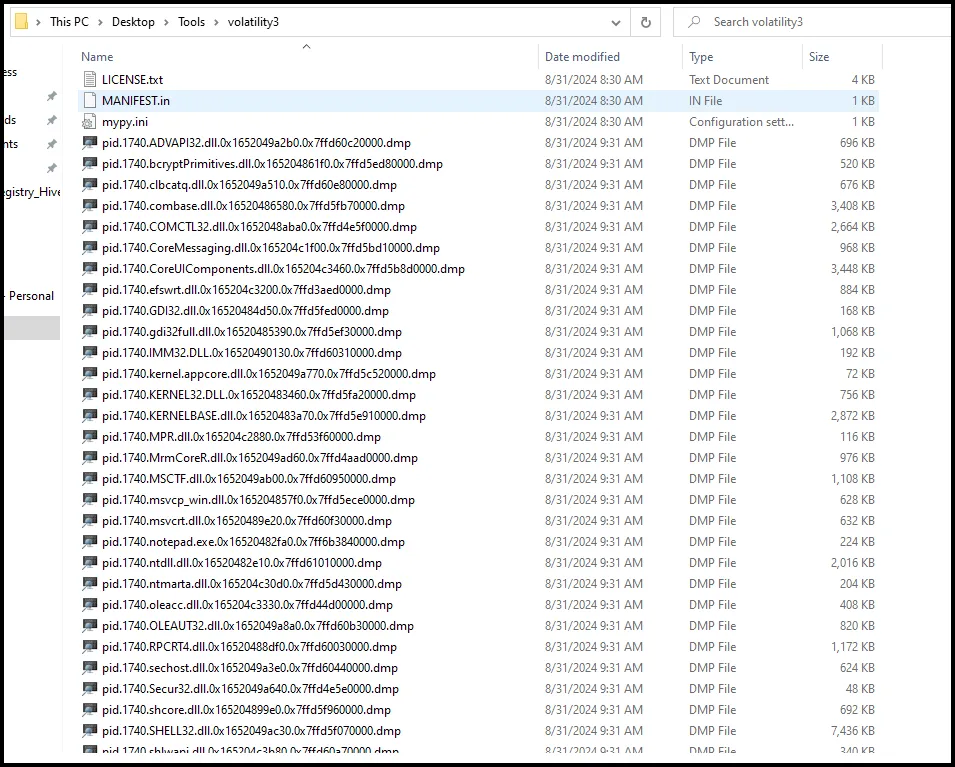 This PC > Desktop > Tools > volatility3 Search volatility3
Name Date modified Type Size
ess
LICENSE.txt 8/31/2024 8:30 AM Text Document 4 KB
MANIFEST.in 8/31/2024 8:30 AM IN File 1 KB
ds mypy.ini 8/31/2024 8:30 AM Configuration sett... 1 KB
nts pid.1740.ADVAPI32.dll.0x1652049a2b0.0x7ffd60c20000.dmp 8/31/2024 9:31 AM DMP File 696 KB
pid.1740.bcryptPrimitives.dll.0x165204861f0.0x7ffd5ed80000.dmp 8/31/2024 9:31 AM DMP File 520 KB
egistry_Hive pid.1740.clbcatq.dll.0x1652049a510.0x7ffd60e80000.dmp 8/31/2024 9:31 AM DMP File 676 KB
pid.1740.combase.dll.0x16520486580.0x7ffd5fb70000.dmp 8/31/2024 9:31 AM DMP File 3,408 KB
pid.1740.COMCTL32.dll.0x1652048aba0.0x7ffd4e5f0000.dmp 8/31/2024 9:31 AM DMP File 2,664 KB
pid.1740.CoreMessaging.dll.0x165204c1f00.0x7ffd5bd10000.dmp 8/31/2024 9:31 AM DMP File 968 KB
pid.1740.CoreUIComponents.dll.0x165204c3460.0x7ffd5b8d0000.dmp 8/31/2024 9:31 AM DMP File 3,448 KB
- Personal pid.1740.efswrt.dll.0x165204c3200.0x7ffd3aed0000.dmp 8/31/2024 9:31 AM DMP File 884 KB
pid.1740.GDI32.dll.0x16520484d50.0x7ffd5fed0000.dmp 8/31/2024 9:31 AM DMP File 168 KB
pid.1740.gdi32full.dll.0x16520485390.0x7ffd5ef30000.dmp 8/31/2024 9:31 AM DMP File 1,068 KB
pid.1740.IMM32.DLL.0x16520490130.0x7ffd60310000.dmp 8/31/2024 9:31 AM DMP File 192 KB
pid.1740.kernel.appcore.dll.0x1652049a770.0x7ffd5c520000.dmp 8/31/2024 9:31 AM DMP File 72 KB
pid.1740.KERNEL32.DLL.0x16520483460.0x7ffd5fa20000.dmp 8/31/2024 9:31 AM DMP File 756 KB
pid.1740.KERNELBASE.dll.0x16520483a70.0x7ffd5e910000.dmp 8/31/2024 9:31 AM DMP File 2,872 KB
pid.1740.MPR.dll.0x165204c2880.0x7ffd53f60000.dmp 8/31/2024 9:31 AM DMP File 116 KB
pid.1740.MrmCoreR.dll.0x1652049ad60.0x7ffd4aad0000.dmp 8/31/2024 9:31 AM DMP File 976 KB
pid.1740.MSCTF.dll.0x1652049ab00.0x7ffd60950000.dmp 8/31/2024 9:31 AM DMP File 1,108 KB
pid.1740.msvcp_win.dll.0x165204857f0.0x7ffd5ece0000.dmp 8/31/2024 9:31 AM DMP File 628 KB
pid.1740.msvcrt.dll.0x16520489e20.0x7ffd60f30000.dmp 8/31/2024 9:31 AM DMP File 632 KB
pid.1740.notepad.exe.0x16520482fa0.0x7ff6b3840000.dmp 8/31/2024 9:31 AM DMP File 224 KB
pid.1740.ntdll.dll.0x16520482e10.0x7ffd61010000.dmp 8/31/2024 9:31 AM DMP File 2,016 KB
pid.1740.ntmarta.dll.0x165204c30d0.0x7ffd5d430000.dmp 8/31/2024 9:31 AM DMP File 204 KB
pid.1740.oleacc.dll.0x165204c3330.0x7ffd44d00000.dmp 8/31/2024 9:31 AM DMP File 408 KB
pid.1740.OLEAUT32.dll.0x1652049a8a0.0x7ffd60b30000.dmp 8/31/2024 9:31 AM DMP File 820 KB
pid.1740.RPCRT4.dll.0x16520488df0.0x7ffd60030000.dmp 8/31/2024 9:31 AM DMP File 1,172 KB
pid.1740.sechost.dll.0x1652049a3e0.0x7ffd60440000.dmp 8/31/2024 9:31 AM DMP File 624 KB
pid.1740.Secur32.dll.0x1652049a640.0x7ffd4e5e0000.dmp 8/31/2024 9:31 AM DMP File 48 KB
pid.1740.shcore.dll.0x165204899e0.0x7ffd5f960000.dmp 8/31/2024 9:31 AM DMP File 692 KB
pid.1740.SHELL32.dll.0x1652049ac30.0x7ffd5f070000.dmp 8/31/2024 9:31 AM DMP File 7,436 KB
pid.1740.shlwapi.dll.0x165204c3b80.0x7ffd60a70000.dmp 8/31/2024 9:31 AM DMP File 340 KB